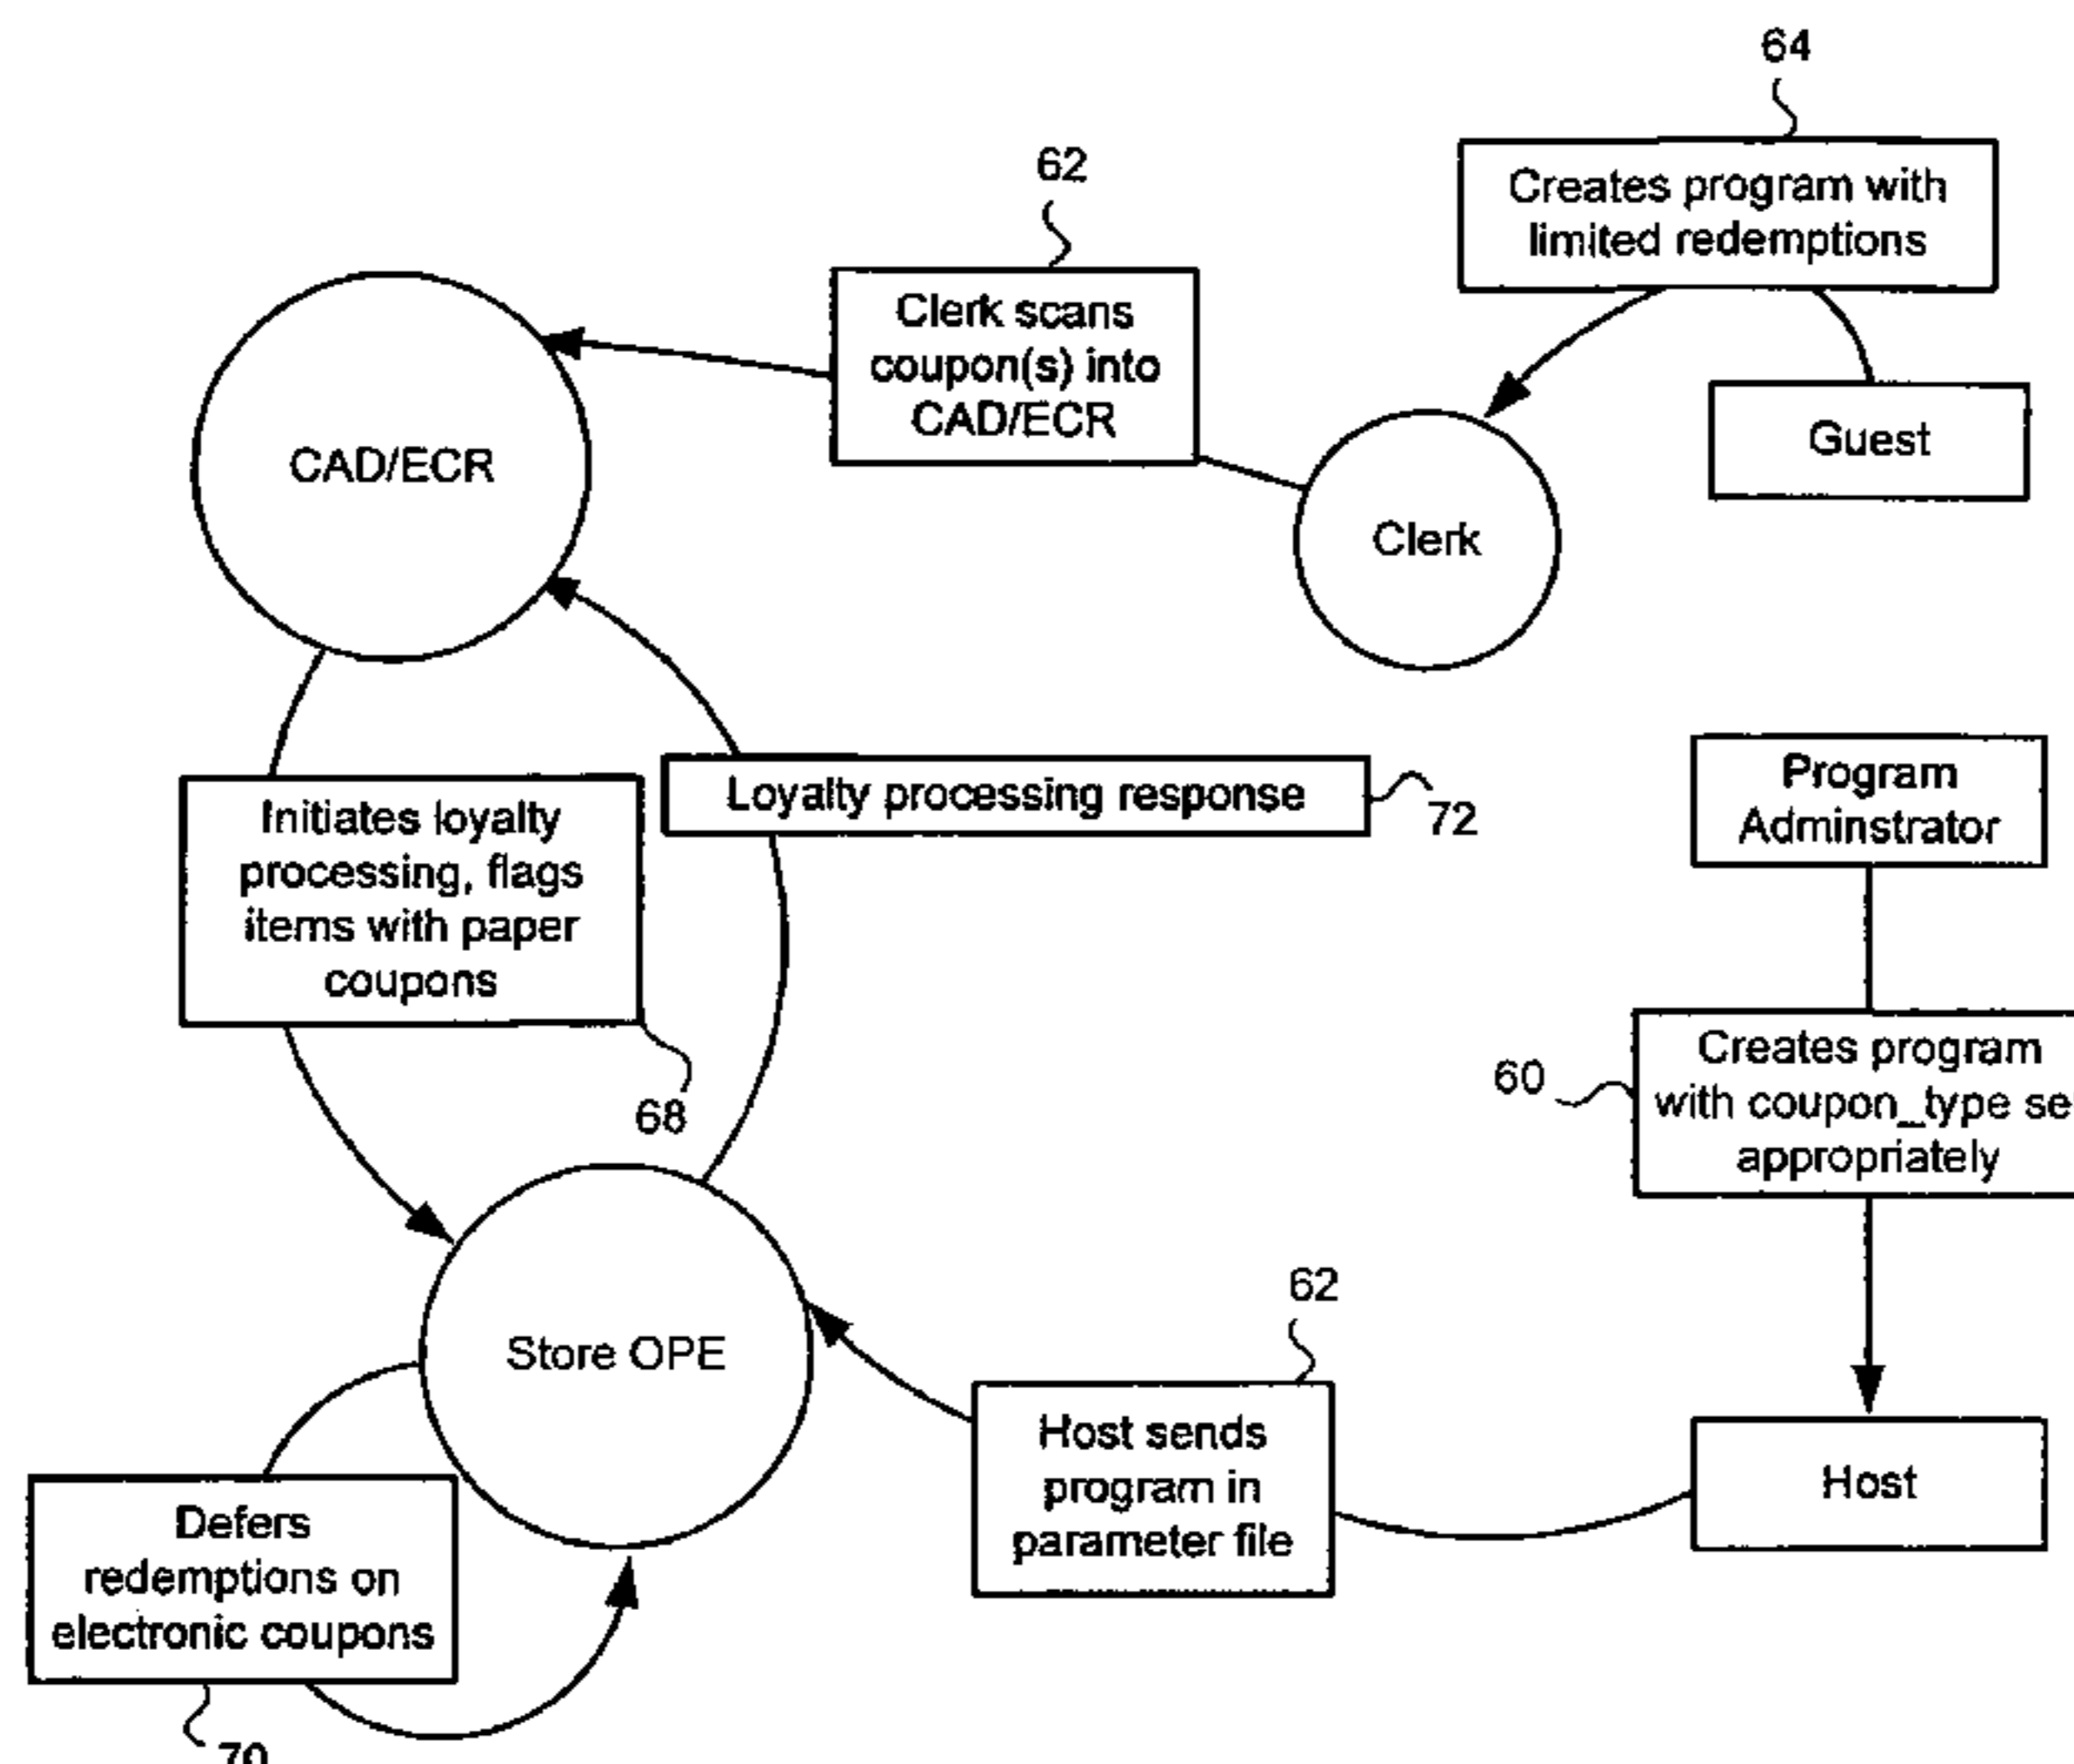 64
Creates program with
limited redemptions
62
Clerk scans
coupon(s) into
CAD/ECR
Guest
CAD/ECR
Clerk
Initiates loyalty
processing, flags
items with paper
coupons
68
Loyalty processing response
72
Program
Adminstrator
60
Creates program
with coupon_type se
appropriately
Store OPE
62
Host sends
program in
parameter file
Host
Defers
redemptions on
electronic coupons
70